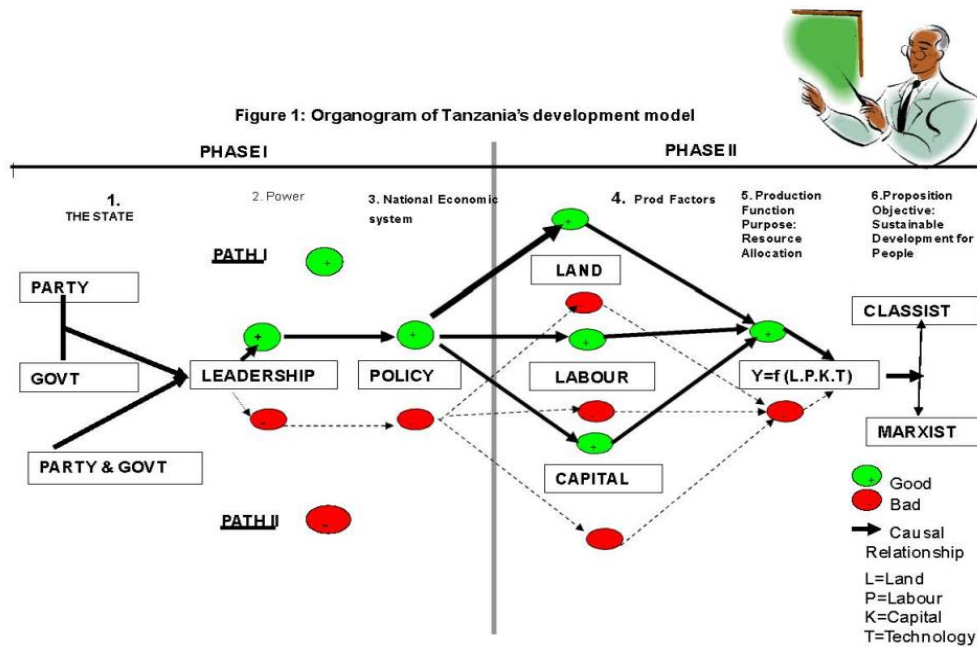 Figure 1: Organogram of Tanzania's development model
PHASE I
PHASE II
1.
THE STATE
2. Power
3. National Economic
system
4. Prod Factors
5. Production
Function
Purpose:
Resource
Allocation
6.Proposition
Objective:
Sustainable
Development for
People
PATH I
+
PARTY
GOVT
PARTY & GOVT
LEADERSHIP
+
-
POLICY
+
-
PATH II
-
+
LAND
-
+
LABOUR
-
+
CAPITAL
-
+
Y=f (L.P.K.T)
-
CLASSIST
MARXIST
+ Good
- Bad
Causal
Relationship
L=Land
P=Labour
K=Capital
T=Technology